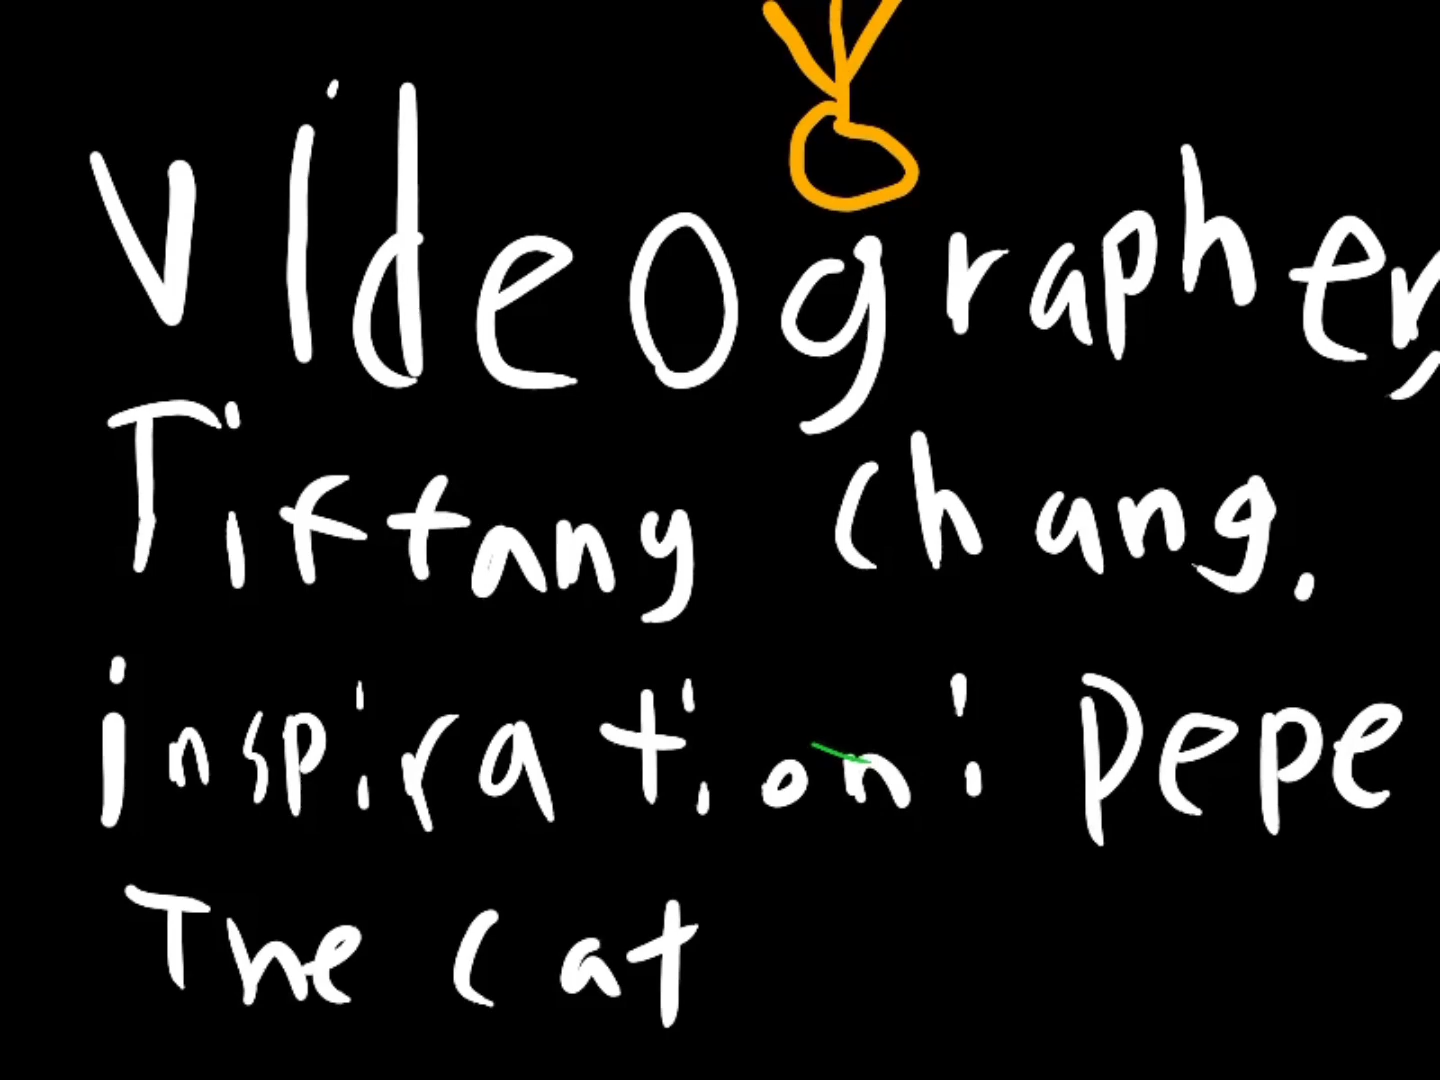 videographer,
Tiffany Chang.
inspiration: pepe
The cat